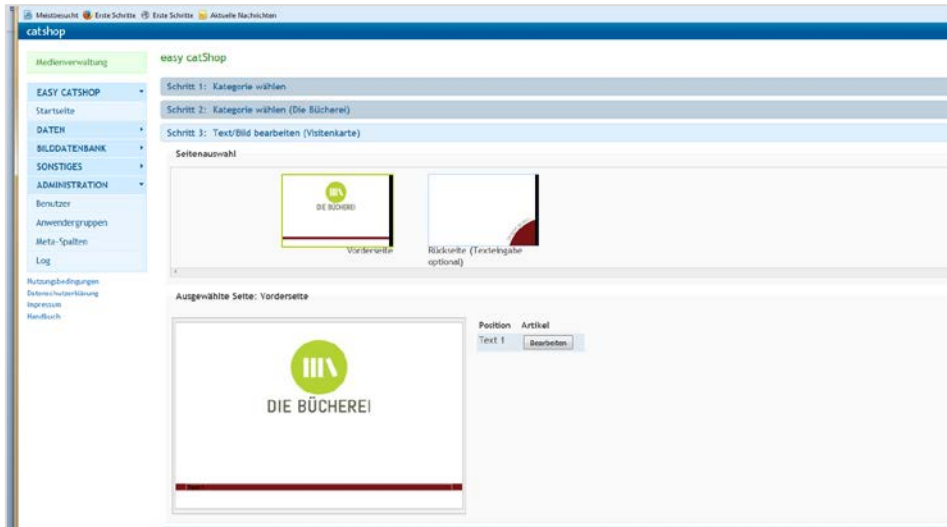 Meistbesucht Erste Schritte Erste Schritte Aktuelle Nachrichten
catshop
Medienverwaltung
easy catShop
EASY CATSHOP
Startseite
DATEN
BILDDATENBANK
SONSTIGES
ADMINISTRATION
Benutzer
Anwendergruppen
Meta-Spalten
Log
Nutzungsbedingungen
Datenschutzerklärung
Impressum
Handbuch
Schritt 1: Kategorie wählen
Schritt 2: Kategorie wählen (Die Bücherei)
Schritt 3: Text/Bild bearbeiten (Visitenkarte)
Seitenauswahl
DIE BÜCHEREI
Vorderseite
Rückseite (Texteingabe
optional)
Ausgewählte Seite: Vorderseite
DIE BÜCHEREI
Position Artikel
Text 1 Bearbeiten